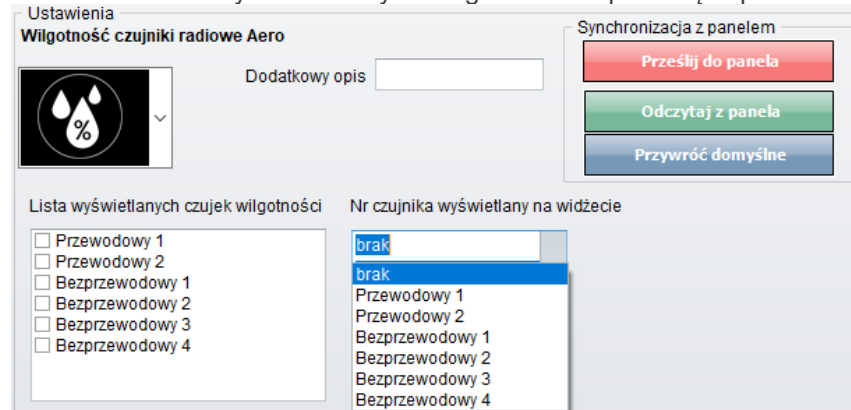 Ustawienia
Wilgotność czujniki radiowe Aero
Dodatkowy opis
Synchronizacja z panelem
Prześlij do panela
Odczytaj z panela
Przywróć domyślne
%
Lista wyświetlanych czujek wilgotności
Przewodowy 1
Przewodowy 2
Bezprzewodowy 1
Bezprzewodowy 2
Bezprzewodowy 3
Bezprzewodowy 4
Nr czujnika wyświetlany na widżecie
brak
brak
Przewodowy 1
Przewodowy 2
Bezprzewodowy 1
Bezprzewodowy 2
Bezprzewodowy 3
Bezprzewodowy 4